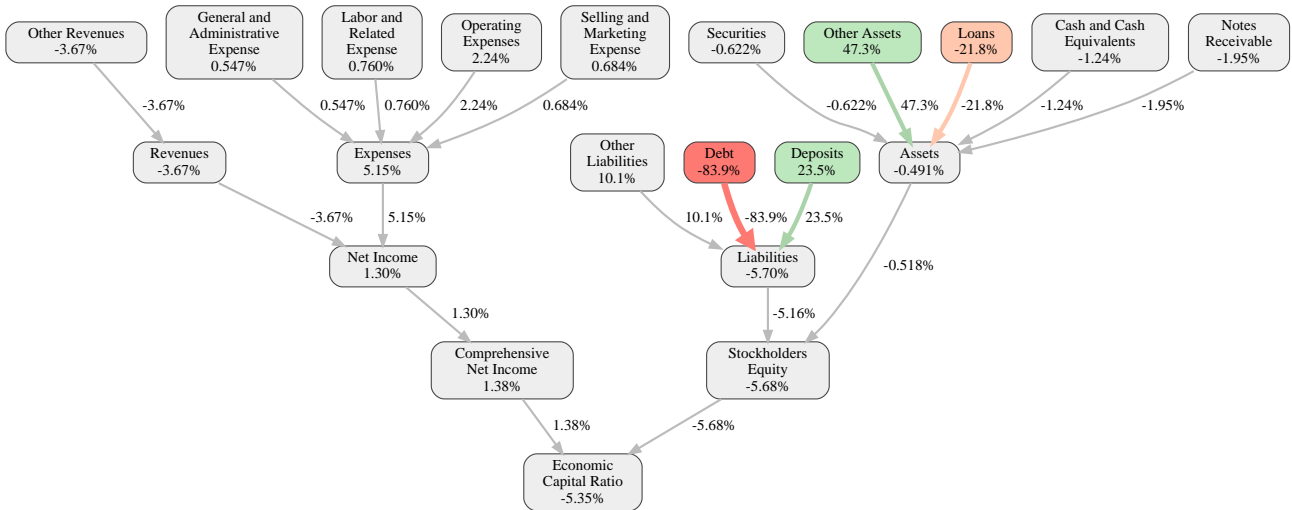 Other Revenues
-3.67%
General and
Administrative
Expense
0.547%
Labor and
Related
Expense
0.760%
Operating
Expenses
2.24%
Selling and
Marketing
Expense
0.684%
Securities
-0.622%
Other Assets
47.3%
Loans
-21.8%
Cash and Cash
Equivalents
-1.24%
Notes
Receivable
-1.95%
-3.67%
0.547%
0.760%
2.24%
0.684%
-0.622%
47.3%
-21.8%
-1.24%
-1.95%
Revenues
-3.67%
Expenses
5.15%
Other
Liabilities
10.1%
Debt
-83.9%
Deposits
23.5%
Assets
-0.491%
-3.67%
5.15%
10.1%
-83.9%
23.5%
-0.518%
Net Income
1.30%
Liabilities
-5.70%
1.30%
-5.16%
Comprehensive
Net Income
1.38%
Stockholders
Equity
-5.68%
1.38%
-5.68%
Economic
Capital Ratio
-5.35%